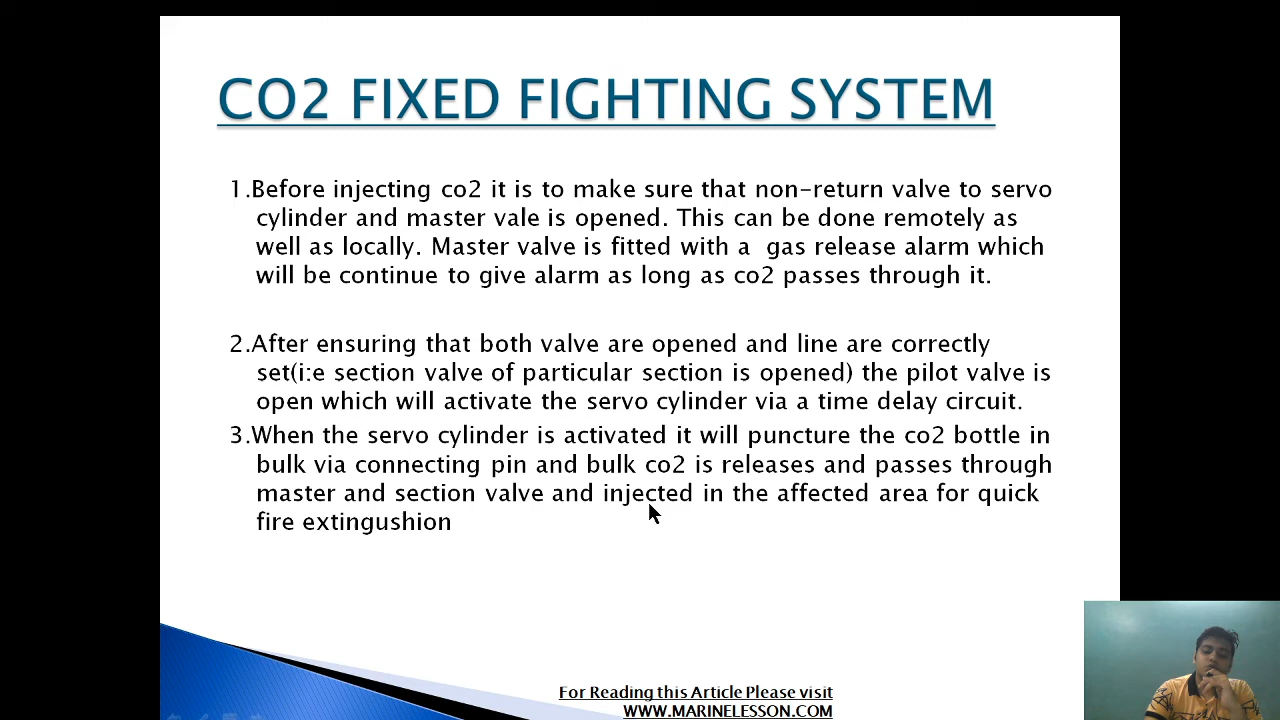 CO2 FIXED FIGHTING SYSTEM
1.Before injecting co2 it is to make sure that non-return valve to servo
cylinder and master vale is opened. This can be done remotely as
well as locally. Master valve is fitted with a  gas release alarm which
will be continue to give alarm as long as co2 passes through it.
2.After ensuring that both valve are opened and line are correctly
set(i:e section valve of particular section is opened) the pilot valve is
open which will activate the servo cylinder via a time delay circuit.
3.When the servo cylinder is activated it will puncture the co2 bottle in
bulk via connecting pin and bulk co2 is releases and passes through
master and section valve and injected in the affected area for quick
fire extingushion
For Reading this Article Please visit
WWW.MARINELESSON.COM